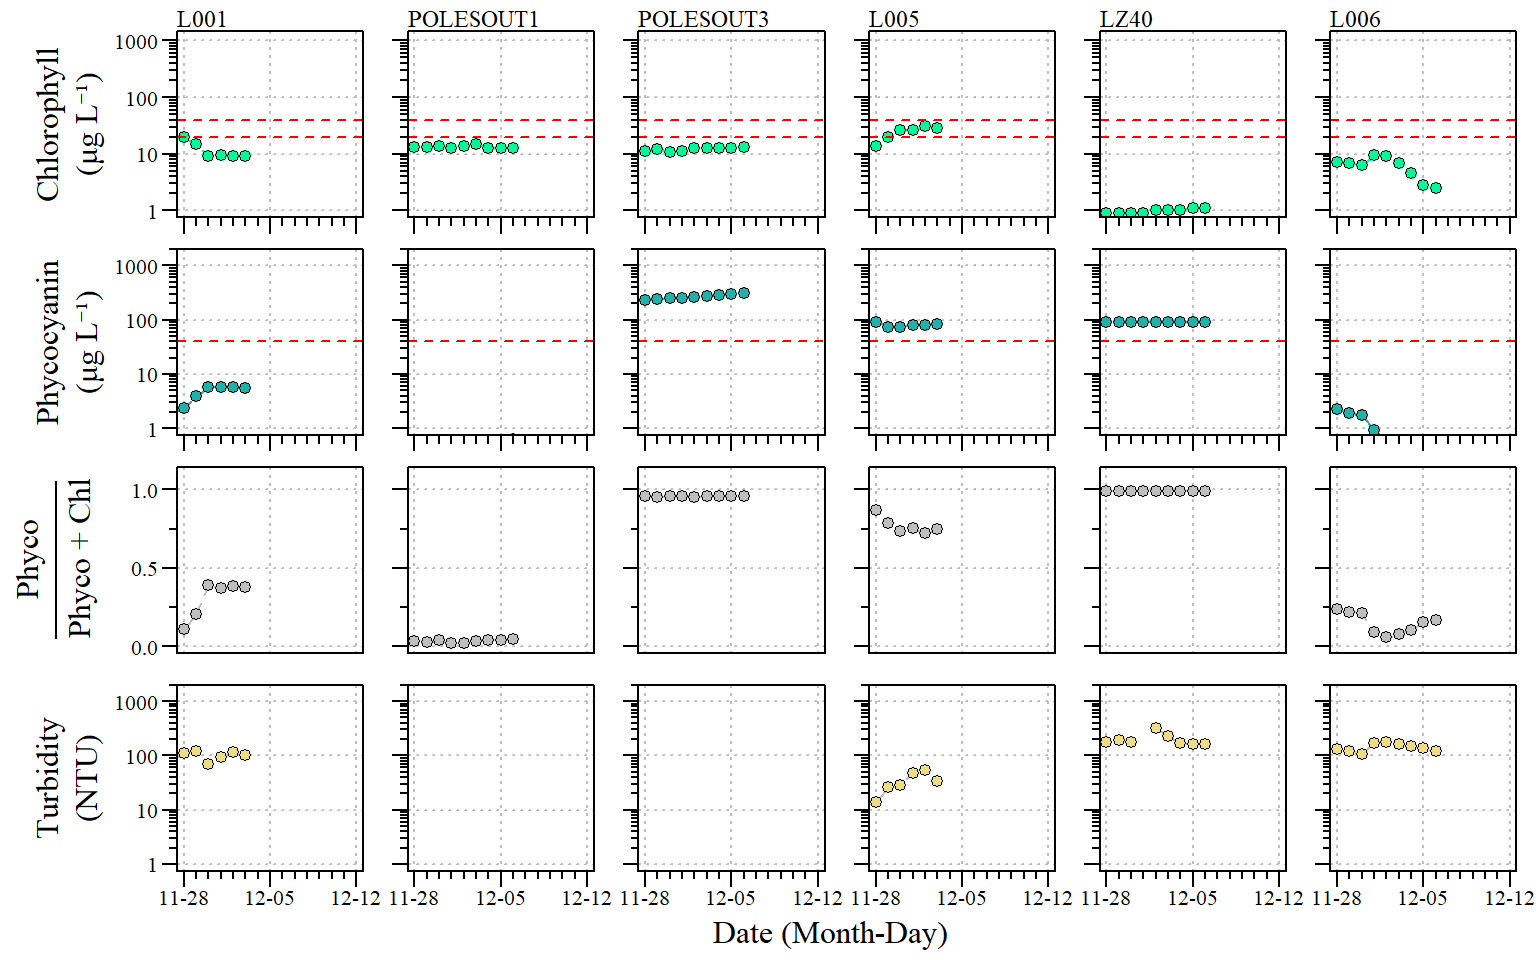 L001 POLESOUT1 POLESOUT3 L005 LZ40 L006
Chlorophyll
(µg L⁻¹)
1000
100
10
1
Phycocyanin
(µg L⁻¹)
1000
100
10
1
Phyco
Phyco + Chl
1.0
0.5
0.0
Turbidity
(NTU)
1000
100
10
1
11-28 12-05 12-12 11-28 12-05 12-12 11-28 12-05 12-12 11-28 12-05 12-12 11-28 12-05 12-12 11-28 12-05 12-12
Date (Month-Day)